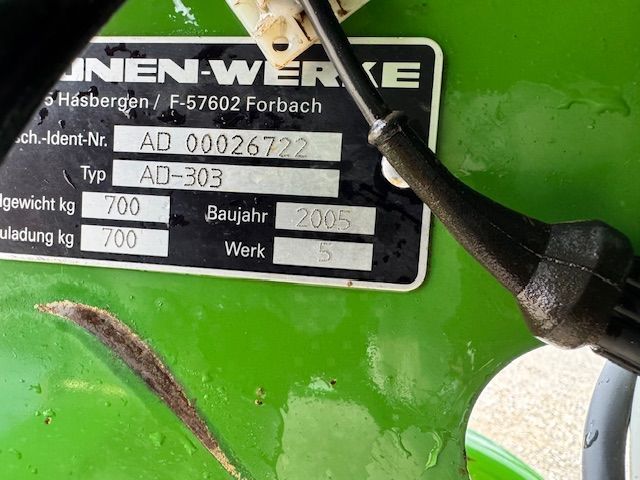 ONEN-WERKE
5 Hasbergen / F-57602 Forbach
sch.-Ident-Nr. AD 00026722
Typ AD-303
lgewicht kg 700 Baujahr 2005
uladung kg 700 Werk 5